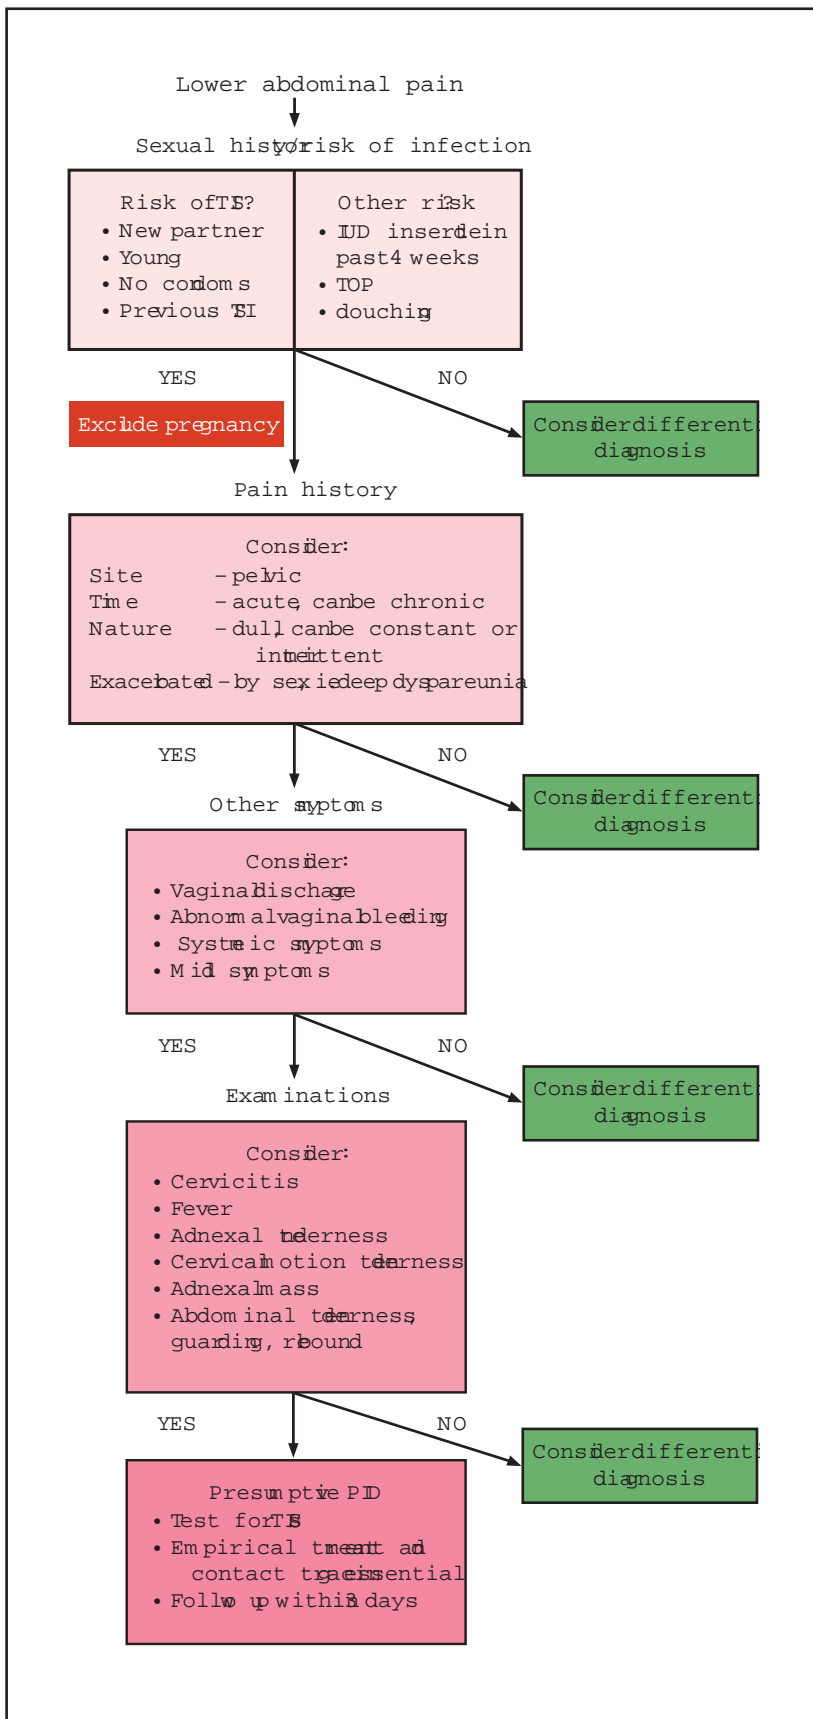 Lower abdominal pain
Sexual history/risk of infection
Risk of STI?
• New partner
• Young
• No condoms
• Previous STI
Other risk?
• IUD inserted in
past 4 weeks
• TOP
• douching
YES
NO
Exclude pregnancy
Consider differenti
diagnosis
Pain history
Consider:
Site – pelvic
Time – acute, can be chronic
Nature – dull, can be constant or
intermittent
Exacerbated – by sex, ie. deep dyspareunia
YES
NO
Consider differenti
diagnosis
Other symptoms
Consider:
• Vaginal discharge
• Abnormal vaginal bleeding
• Systemic symptoms
• Mild symptoms
YES
NO
Consider differenti
diagnosis
Examinations
Consider:
• Cervicitis
• Fever
• Adnexal tenderness
• Cervical motion tenderness
• Adnexal mass
• Abdominal tenderness,
guarding, rebound
YES
NO
Consider differenti
diagnosis
Presumptive PID
• Test for STIs
• Empirical treatment and
contact tracing essential
• Follow up within 3 days